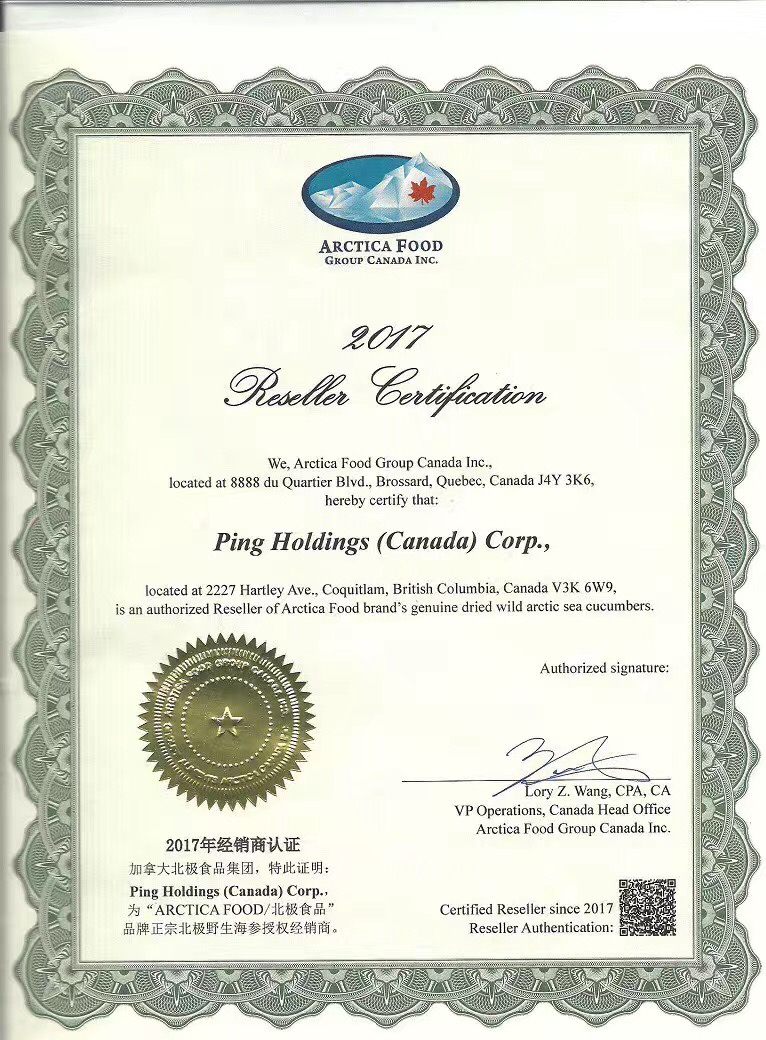 ARCTICA FOOD
GROUP CANADA INC.
2017
Reseller Certification
We, Arctica Food Group Canada Inc.,
located at 8888 du Quartier Blvd., Brossard, Quebec, Canada J4Y 3K6,
hereby certify that:
Ping Holdings (Canada) Corp.,
located at 2227 Hartley Ave., Coquitlam, British Columbia, Canada V3K 6W9,
is an authorized Reseller of Arctica Food brand's genuine dried wild arctic sea cucumbers.
Authorized signature:
Lory Z. Wang, CPA, CA
VP Operations, Canada Head Office
Arctica Food Group Canada Inc.
2017年经销商认证
加拿大北极食品集团，特此证明：
Ping Holdings (Canada) Corp.,
为“ARCTICA FOOD/北极食品”
品牌正宗北极野生海参授权经销商。
Certified Reseller since 2017
Reseller Authentication: